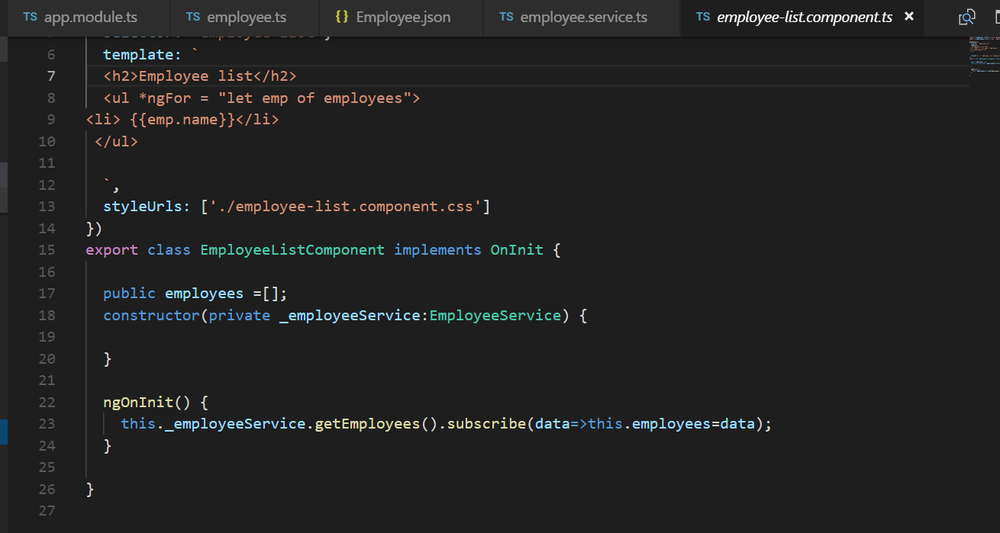 TS app.module.ts TS employee.ts {} Employee.json TS employee.service.ts TS employee-list.component.ts ×
6 template: `
7 <h2>Employee list</h2>
8 <ul *ngFor = "let emp of employees">
9 <li> {{emp.name}}</li>
10 </ul>
11
12 `,
13 styleUrls: ['./employee-list.component.css']
14 })
15 export class EmployeeListComponent implements OnInit {
16
17 public employees =[];
18 constructor(private _employeeService:EmployeeService) {
19
20 }
21
22 ngOnInit() {
23 this._employeeService.getEmployees().subscribe(data=>this.employees=data);
24 }
25
26 }
27